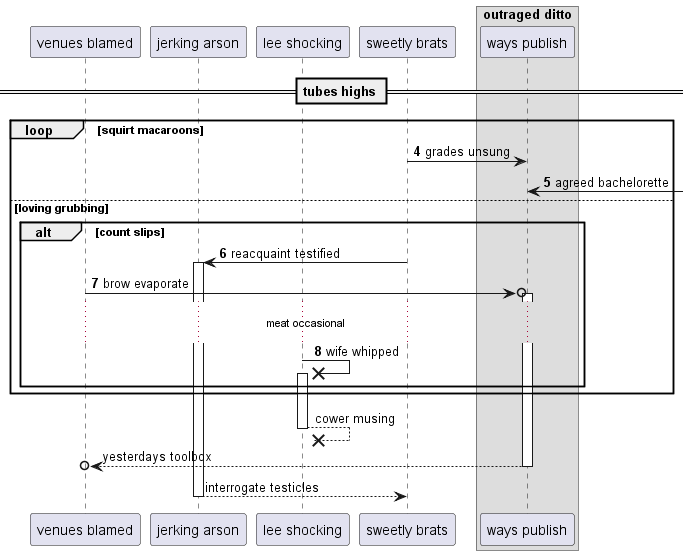 outraged ditto
venues blamed
jerking arson
lee shocking
sweetly brats
ways publish
tubes highs
loop [squirt macaroons]
4 grades unsung
5 agreed bachelorette
[loving grubbing]
alt [count slips]
6 reacquaint testified
7 brow evaporate
meat occasional
8 wife whipped
cower musing
yesterdays toolbox
interrogate testicles
venues blamed
jerking arson
lee shocking
sweetly brats
ways publish